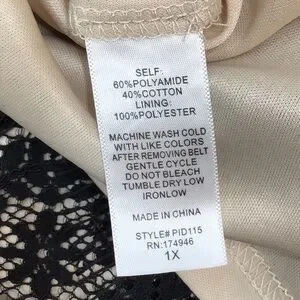 SELF:
60%POLYAMIDE
40%COTTON
LINING:
100%POLYESTER
MACHINE WASH COLD
WITH LIKE COLORS
AFTER REMOVING BELT
GENTLE CYCLE
DO NOT BLEACH
TUMBLE DRY LOW
IRONLOW
MADE IN CHINA
STYLE# PID115
RN:174946
1X